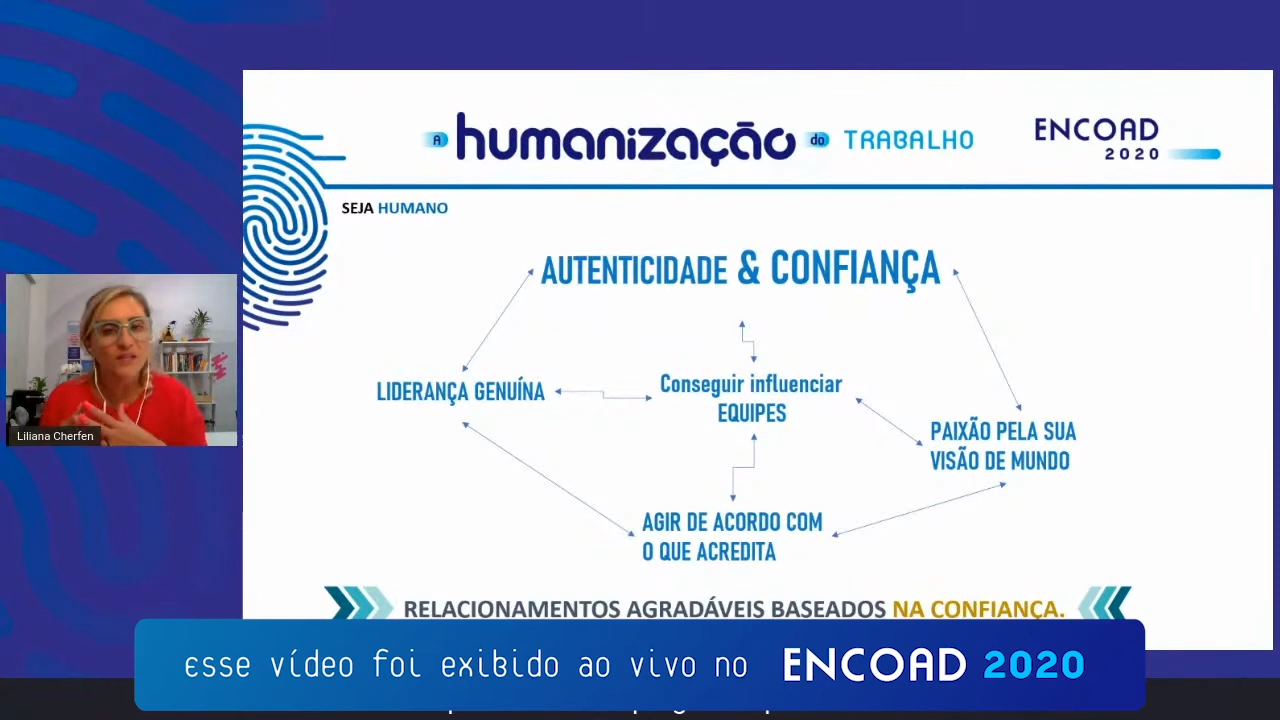 A humanização do TRABALHO
ENCOAD
2020
SEJA HUMANO
AUTENTICIDADE & CONFIANÇA
LIDERANÇA GENUÍNA
Conseguir influenciar
EQUIPES
PAIXÃO PELA SUA
VISÃO DE MUNDO
AGIR DE ACORDO COM
O QUE ACREDITA
RELACIONAMENTOS AGRADÁVEIS BASEADOS NA CONFIANÇA.
Liliana Cherfen
esse vídeo foi exibido ao vivo no ENCOAD 2020